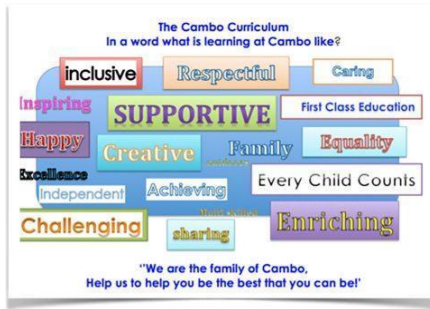 The Cambo Curriculum
In a word what is learning at Cambo like?
inclusive
Respectful
Caring
Inspiring
SUPPORTIVE
First Class Education
Happy
Creative
Family
Equality
Excellence
Independent
Achieving
Every Child Counts
Challenging
sharing
Enriching
"We are the family of Cambo,
Help us to help you be the best that you can be!'